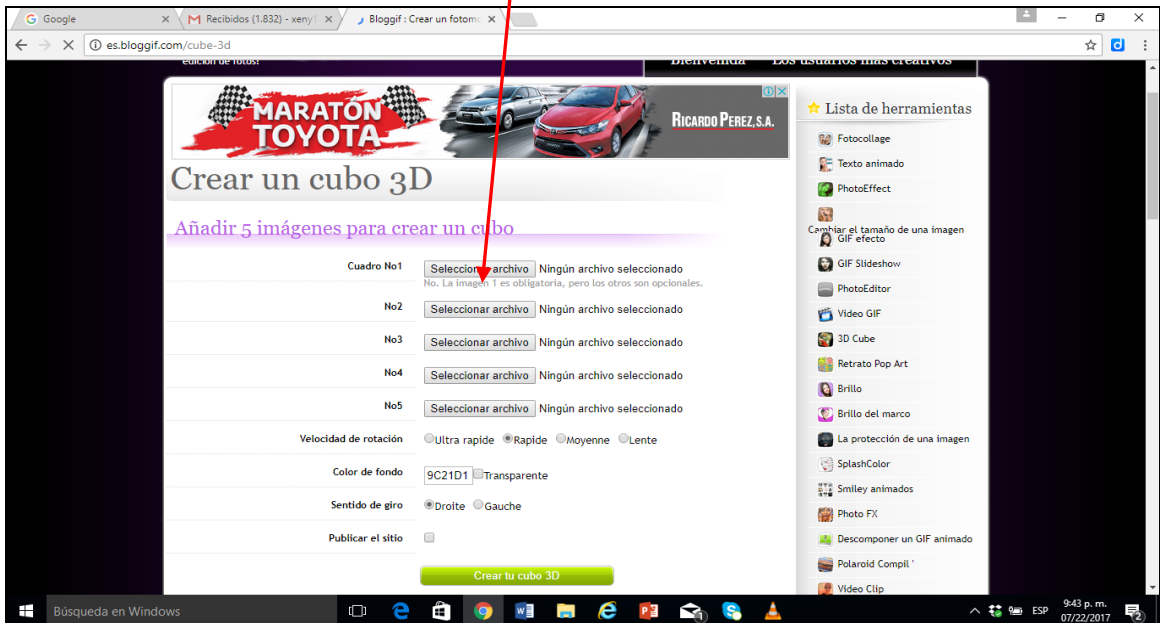 Google
Recibidos (1.832) - xeny1
Bloggif : Crear un fotomo
es.bloggif.com/cube-3d
edición de fotos!
Bienvenida
Los usuarios más creativos
MARATÓN
TOYOTA
RICARDO PEREZ, S.A.
Crear un cubo 3D
Añadir 5 imágenes para crear un cubo
Cuadro No1
Seleccionar archivo Ningún archivo seleccionado
No. La imagen 1 es obligatoria, pero los otros son opcionales.
No2
Seleccionar archivo Ningún archivo seleccionado
No3
Seleccionar archivo Ningún archivo seleccionado
No4
Seleccionar archivo Ningún archivo seleccionado
No5
Seleccionar archivo Ningún archivo seleccionado
Velocidad de rotación
Ultra rapide Rapide Moyenne Lente
Color de fondo
9C21D1 Transparente
Sentido de giro
Droite Gauche
Publicar el sitio
Crear tu cubo 3D
Lista de herramientas
Fotocollage
Texto animado
PhotoEffect
Cambiar el tamaño de una imagen
GIF efecto
GIF Slideshow
PhotoEditor
Video GIF
3D Cube
Retrato Pop Art
Brillo
Brillo del marco
La protección de una imagen
SplashColor
Smiley animados
Photo FX
Descomponer un GIF animado
Polaroid Compil'
Video Clip
Búsqueda en Windows
ESP
9:43 p. m.
07/22/2017